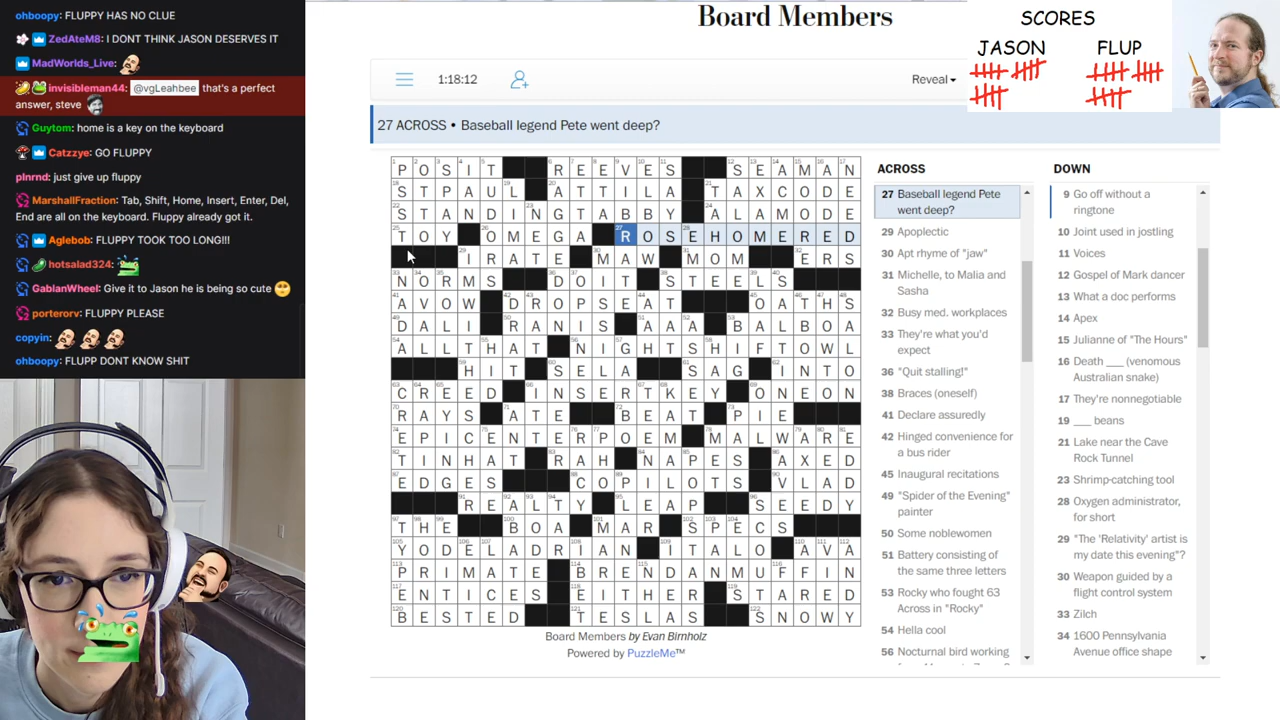 ohboopy: FLUPPY HAS NO CLUE
ZedAteM8: I DONT THINK JASON DESERVES IT
MadWorlds_Live:
invisibleman44: @vgLeahbee that's a perfect
answer, steve
Guytom: home is a key on the keyboard
Catzzye: GO FLUPPY
plnrnd: just give up fluppy
MarshallFraction: Tab, Shift, Home, Insert, Enter, Del,
End are all on the keyboard. Fluppy already got it.
Aglebob: FLUPPY TOOK TOO LONG!!!
hotsalad324:
GabianWheel: Give it to Jason he is being so cute
porterorv: FLUPPY PLEASE
copyin:
ohboopy: FLUPP DONT KNOW SHIT
Board Members
SCORES
JASON FLUP
1:18:12
Reveal
27 ACROSS • Baseball legend Pete went deep?
POSIT REEVES SEAMAN
STPAUL ATTILA TAXCODE
STANDINGTABBY ALAMODE
TOY OMEGA ROSEHOMERED
IRATE MAW MOM ERS
NORMS DOIT STEELS
AVOW DROPSEAT OATHS
DALI RANIS AAA BALBOA
ALLTHAT NIGHTSHIFTOWL
HIT SELA SAG INTO
CREED INSERTKEY ONEON
RAYS ATE BEAT PIE
EPICENTERPOEM MALWARE
TINHAT RAH NAPES AXED
EDGES COPILOTS VLAD
REALTY LEAP SEEDY
THE BOA MAR SPECS
YODELADRIAN ITALO AVA
PRIMATE BRENDANMUFFIN
ENTICES EITHER STARED
BESTED TESLAS SNOWY
Board Members by Evan Birnholz
Powered by PuzzleMe™
ACROSS
27 Baseball legend Pete
went deep?
29 Apoplectic
30 Apt rhyme of "jaw"
31 Michelle, to Malia and
Sasha
32 Busy med. workplaces
33 They're what you'd
expect
36 "Quit stalling!"
38 Braces (oneself)
41 Declare assuredly
42 Hinged convenience for
a bus rider
45 Inaugural recitations
49 "Spider of the Evening"
painter
50 Some noblewomen
51 Battery consisting of
the same three letters
53 Rocky who fought 63
Across in "Rocky"
54 Hella cool
56 Nocturnal bird working
DOWN
9 Go off without a
ringtone
10 Joint used in jostling
11 Voices
12 Gospel of Mark dancer
13 What a doc performs
14 Apex
15 Julianne of "The Hours"
16 Death ___ (venomous
Australian snake)
17 They're nonnegotiable
19 ___ beans
21 Lake near the Cave
Rock Tunnel
23 Shrimp-catching tool
28 Oxygen administrator,
for short
29 "The 'Relativity' artist is
my date this evening"?
30 Weapon guided by a
flight control system
33 Zilch
34 1600 Pennsylvania
Avenue office shape